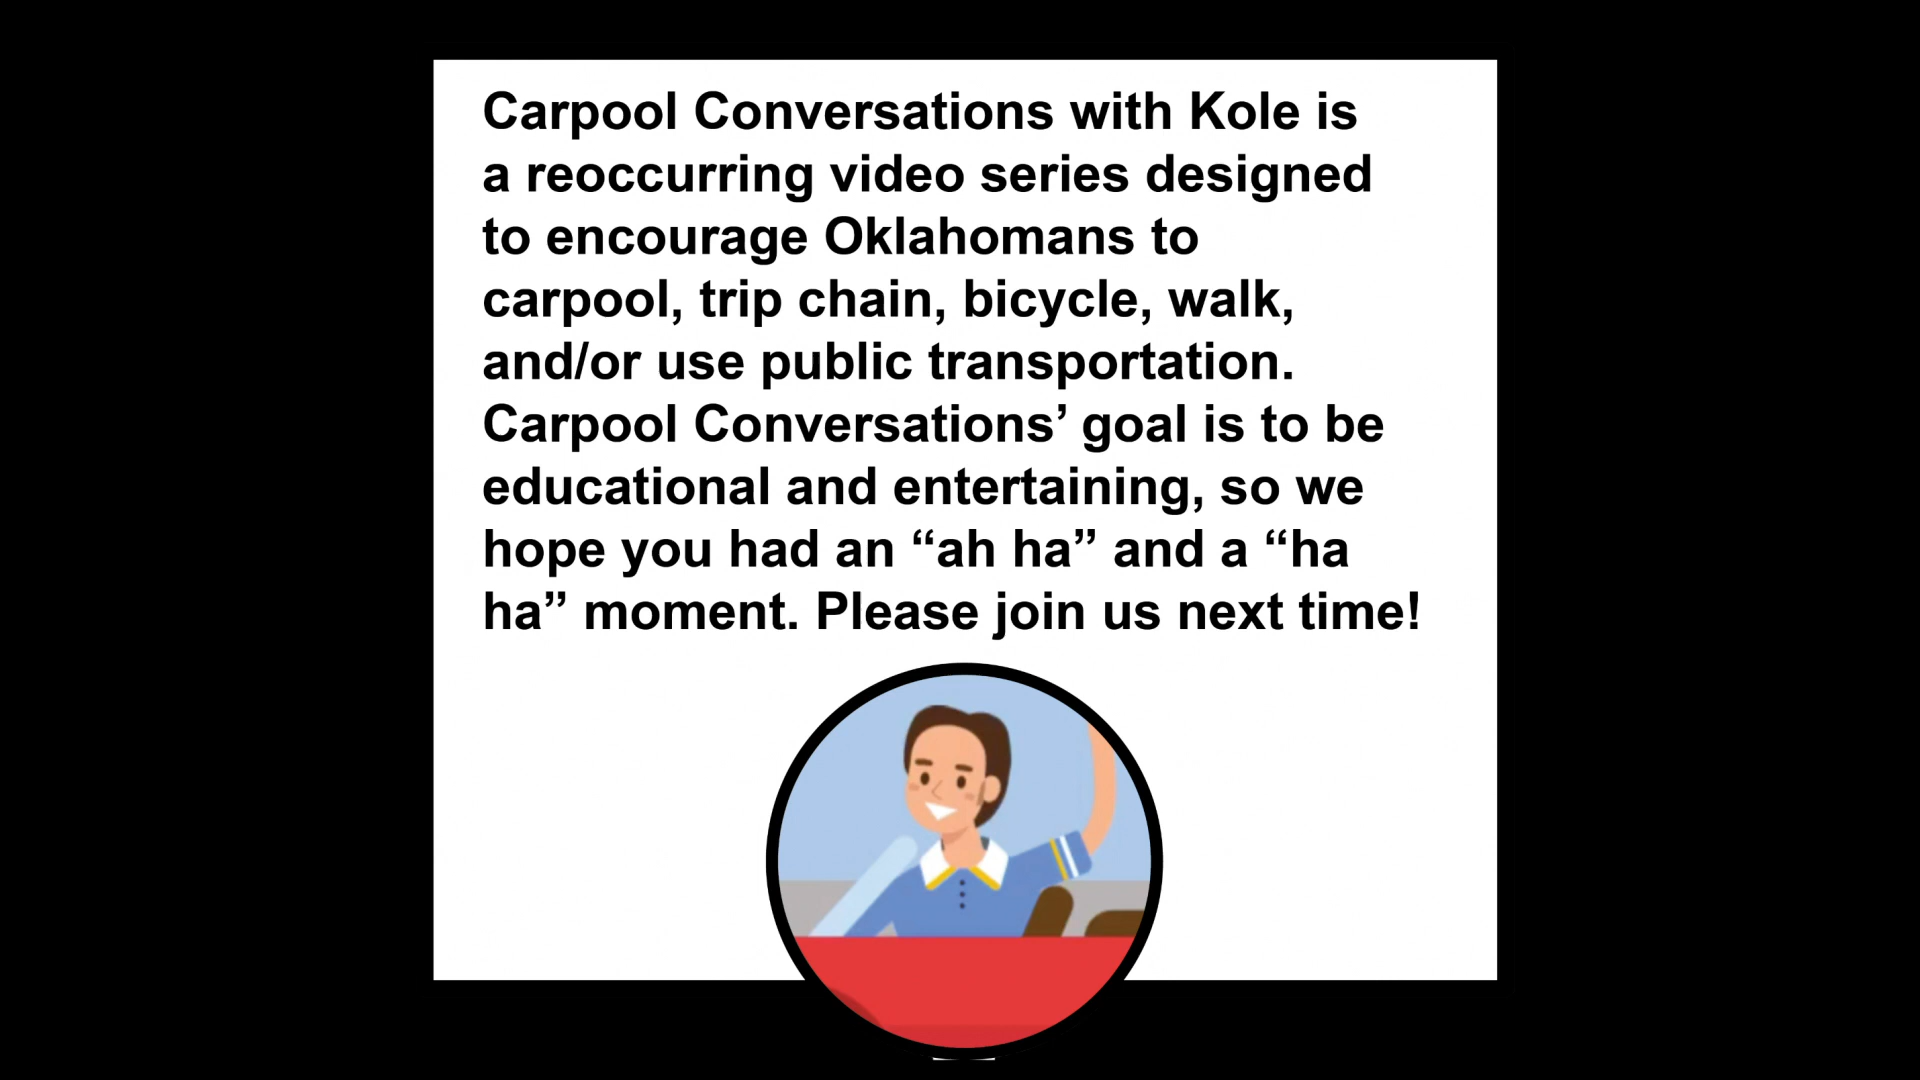 Carpool Conversations with Kole is
a reoccurring video series designed
to encourage Oklahomans to
carpool, trip chain, bicycle, walk,
and/or use public transportation.
Carpool Conversations’ goal is to be
educational and entertaining, so we
hope you had an “ah ha” and a “ha
ha” moment. Please join us next time!